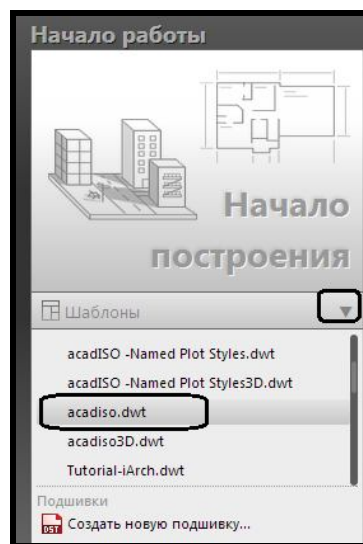 Начало работы
Начало
построения
Шаблоны
acadISO -Named Plot Styles.dwt
acadISO -Named Plot Styles3D.dwt
acadiso.dwt
acadiso3D.dwt
Tutorial-iArch.dwt
Подшивки
DST Создать новую подшивку...